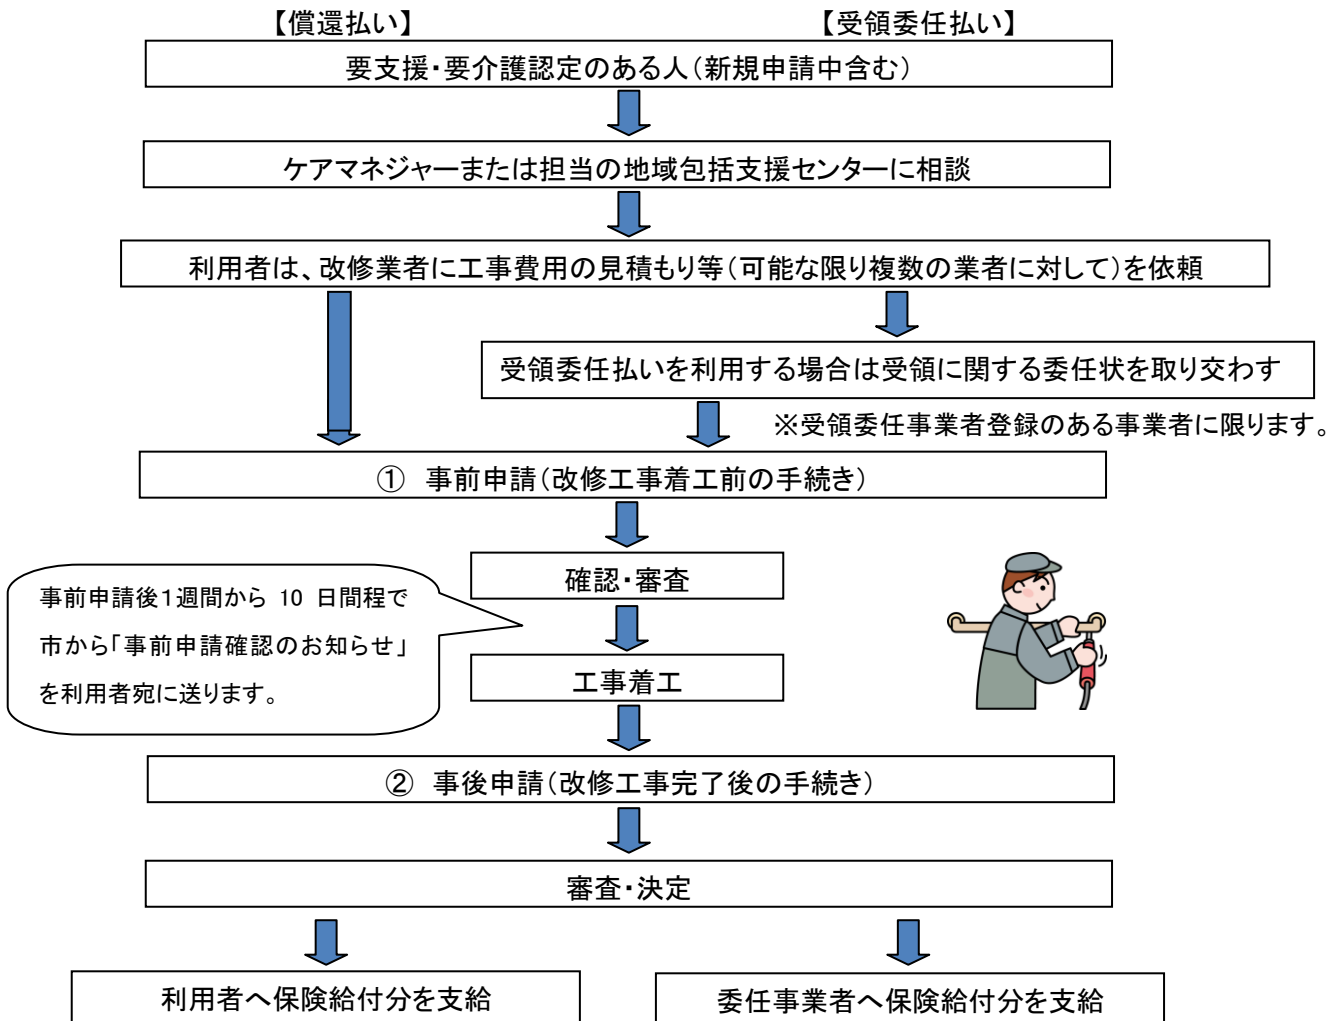 【償還払い】
【受領委任払い】
要支援・要介護認定のある人（新規申請中含む）
ケアマネジャーまたは担当の地域包括支援センターに相談
利用者は、改修業者に工事費用の見積もり等（可能な限り複数の業者に対して）を依頼
受領委任払いを利用する場合は受領に関する委任状を取り交わす
※受領委任事業者登録のある事業者に限ります。
① 事前申請（改修工事着工前の手続き）
確認・審査
事前申請後１週間から 10 日間程で
市から「事前申請確認のお知らせ」
を利用者宛に送ります。
工事着工
② 事後申請（改修工事完了後の手続き）
審査・決定
利用者へ保険給付分を支給
委任事業者へ保険給付分を支給